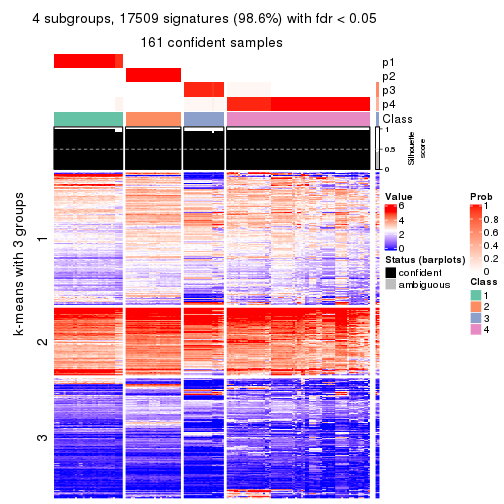 4 subgroups, 17509 signatures (98.6%) with fdr < 0.05
161 confident samples
p1
p2
p3
p4
Class
1
0.5
0
Silhouette
score
k-means with 3 groups
1
2
3
Value
6
4
2
0
Status (barplots)
confident
ambiguous
Prob
1
0.8
0.6
0.4
0.2
0
Class
1
2
3
4